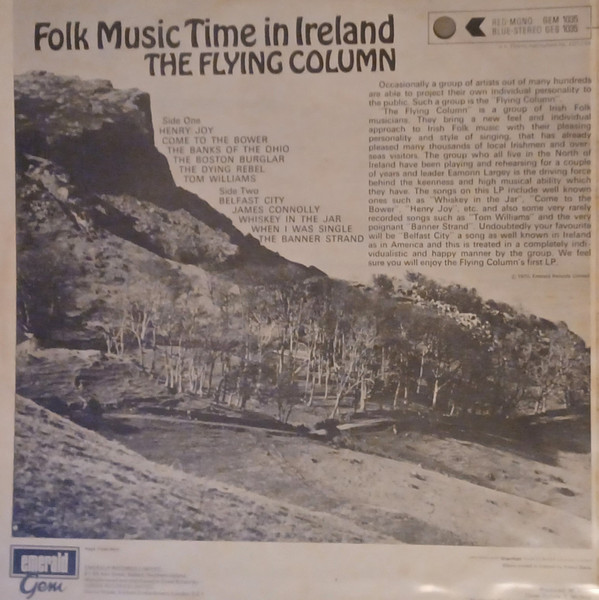 Folk Music Time in Ireland
THE FLYING COLUMN
RED-MONO GEM 1035
BLUE-STEREO GES 1035
Side One
HENRY JOY
COME TO THE BOWER
THE BANKS OF THE OHIO
THE BOSTON BURGLAR
THE DYING REBEL
TOM WILLIAMS
Side Two
BELFAST CITY
JAMES CONNOLLY
WHISKEY IN THE JAR
WHEN I WAS SINGLE
THE BANNER STRAND
Occasionally a group of artists out of many hundreds
are able to project their own individual personality to
the public. Such a group is the "Flying Column".
"The Flying Column" is a group of Irish Folk
musicians. They bring a new feel and individual
approach to Irish Folk music with their pleasing
personality and style of singing, that has already
pleased many thousands of local Irishmen and over-
seas visitors. The group who all live in the North of
Ireland have been playing and rehearsing for a couple
of years and leader Eamonn Largey is the driving force
behind the keenness and high musical ability which
they have. The songs on this LP include well known
ones such as "Whiskey in the Jar", "Come to the
Bower" "Henry Joy", etc. and also some very rarely
recorded songs such as "Tom Williams" and the very
poignant "Banner Strand". Undoubtedly your favourite
will be "Belfast City" a song as well known in Ireland
as in America and this is treated in a completely indi-
vidualistic and happy manner by the group. We feel
sure you will enjoy the Flying Column's first LP.
emerald
Gem